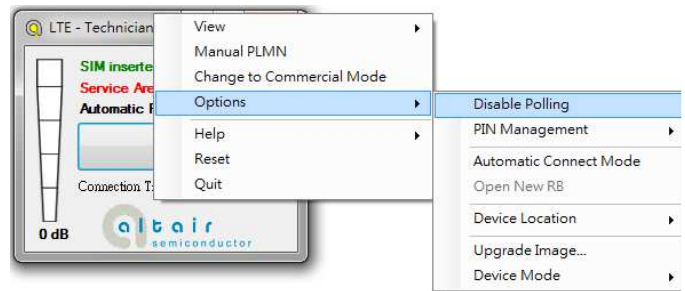 LTE - Technician
SIM inserte
Service Are
Automatic
Connection T
0 dB
altair
semiconductor
View
Manual PLMN
Change to Commercial Mode
Options
Help
Reset
Quit
Disable Polling
PIN Management
Automatic Connect Mode
Open New RB
Device Location
Upgrade Image...
Device Mode